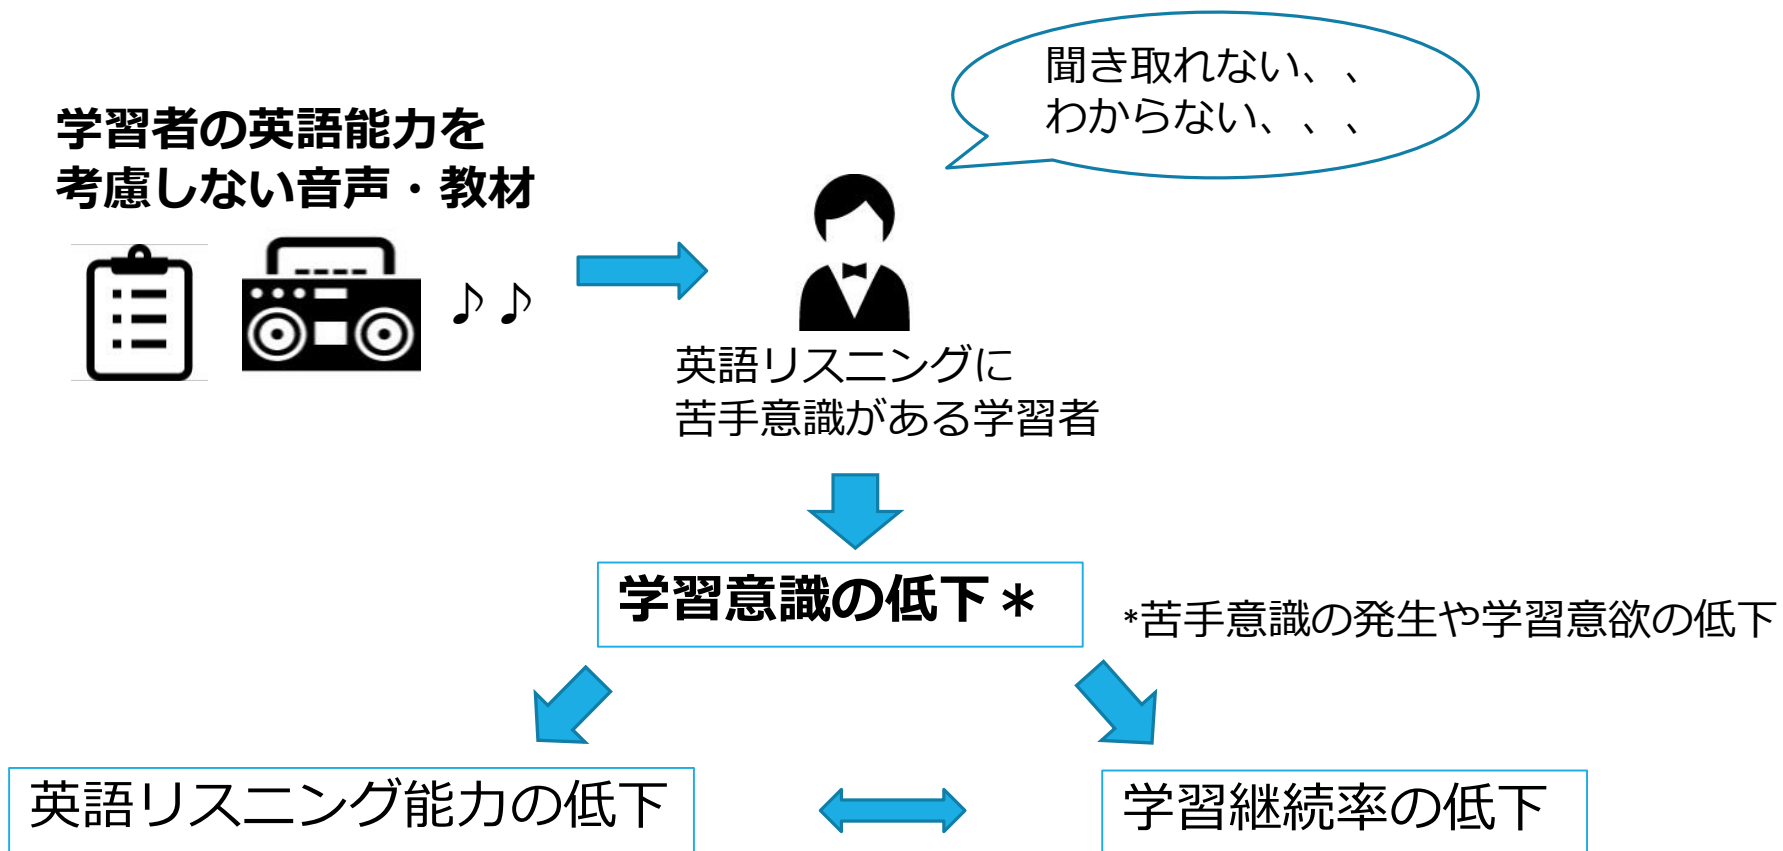 聞き取れない、、
わからない、、、
学習者の英語能力を
考慮しない音声・教材
♪♪
英語リスニングに
苦手意識がある学習者
学習意識の低下＊
*苦手意識の発生や学習意欲の低下
英語リスニング能力の低下
学習継続率の低下